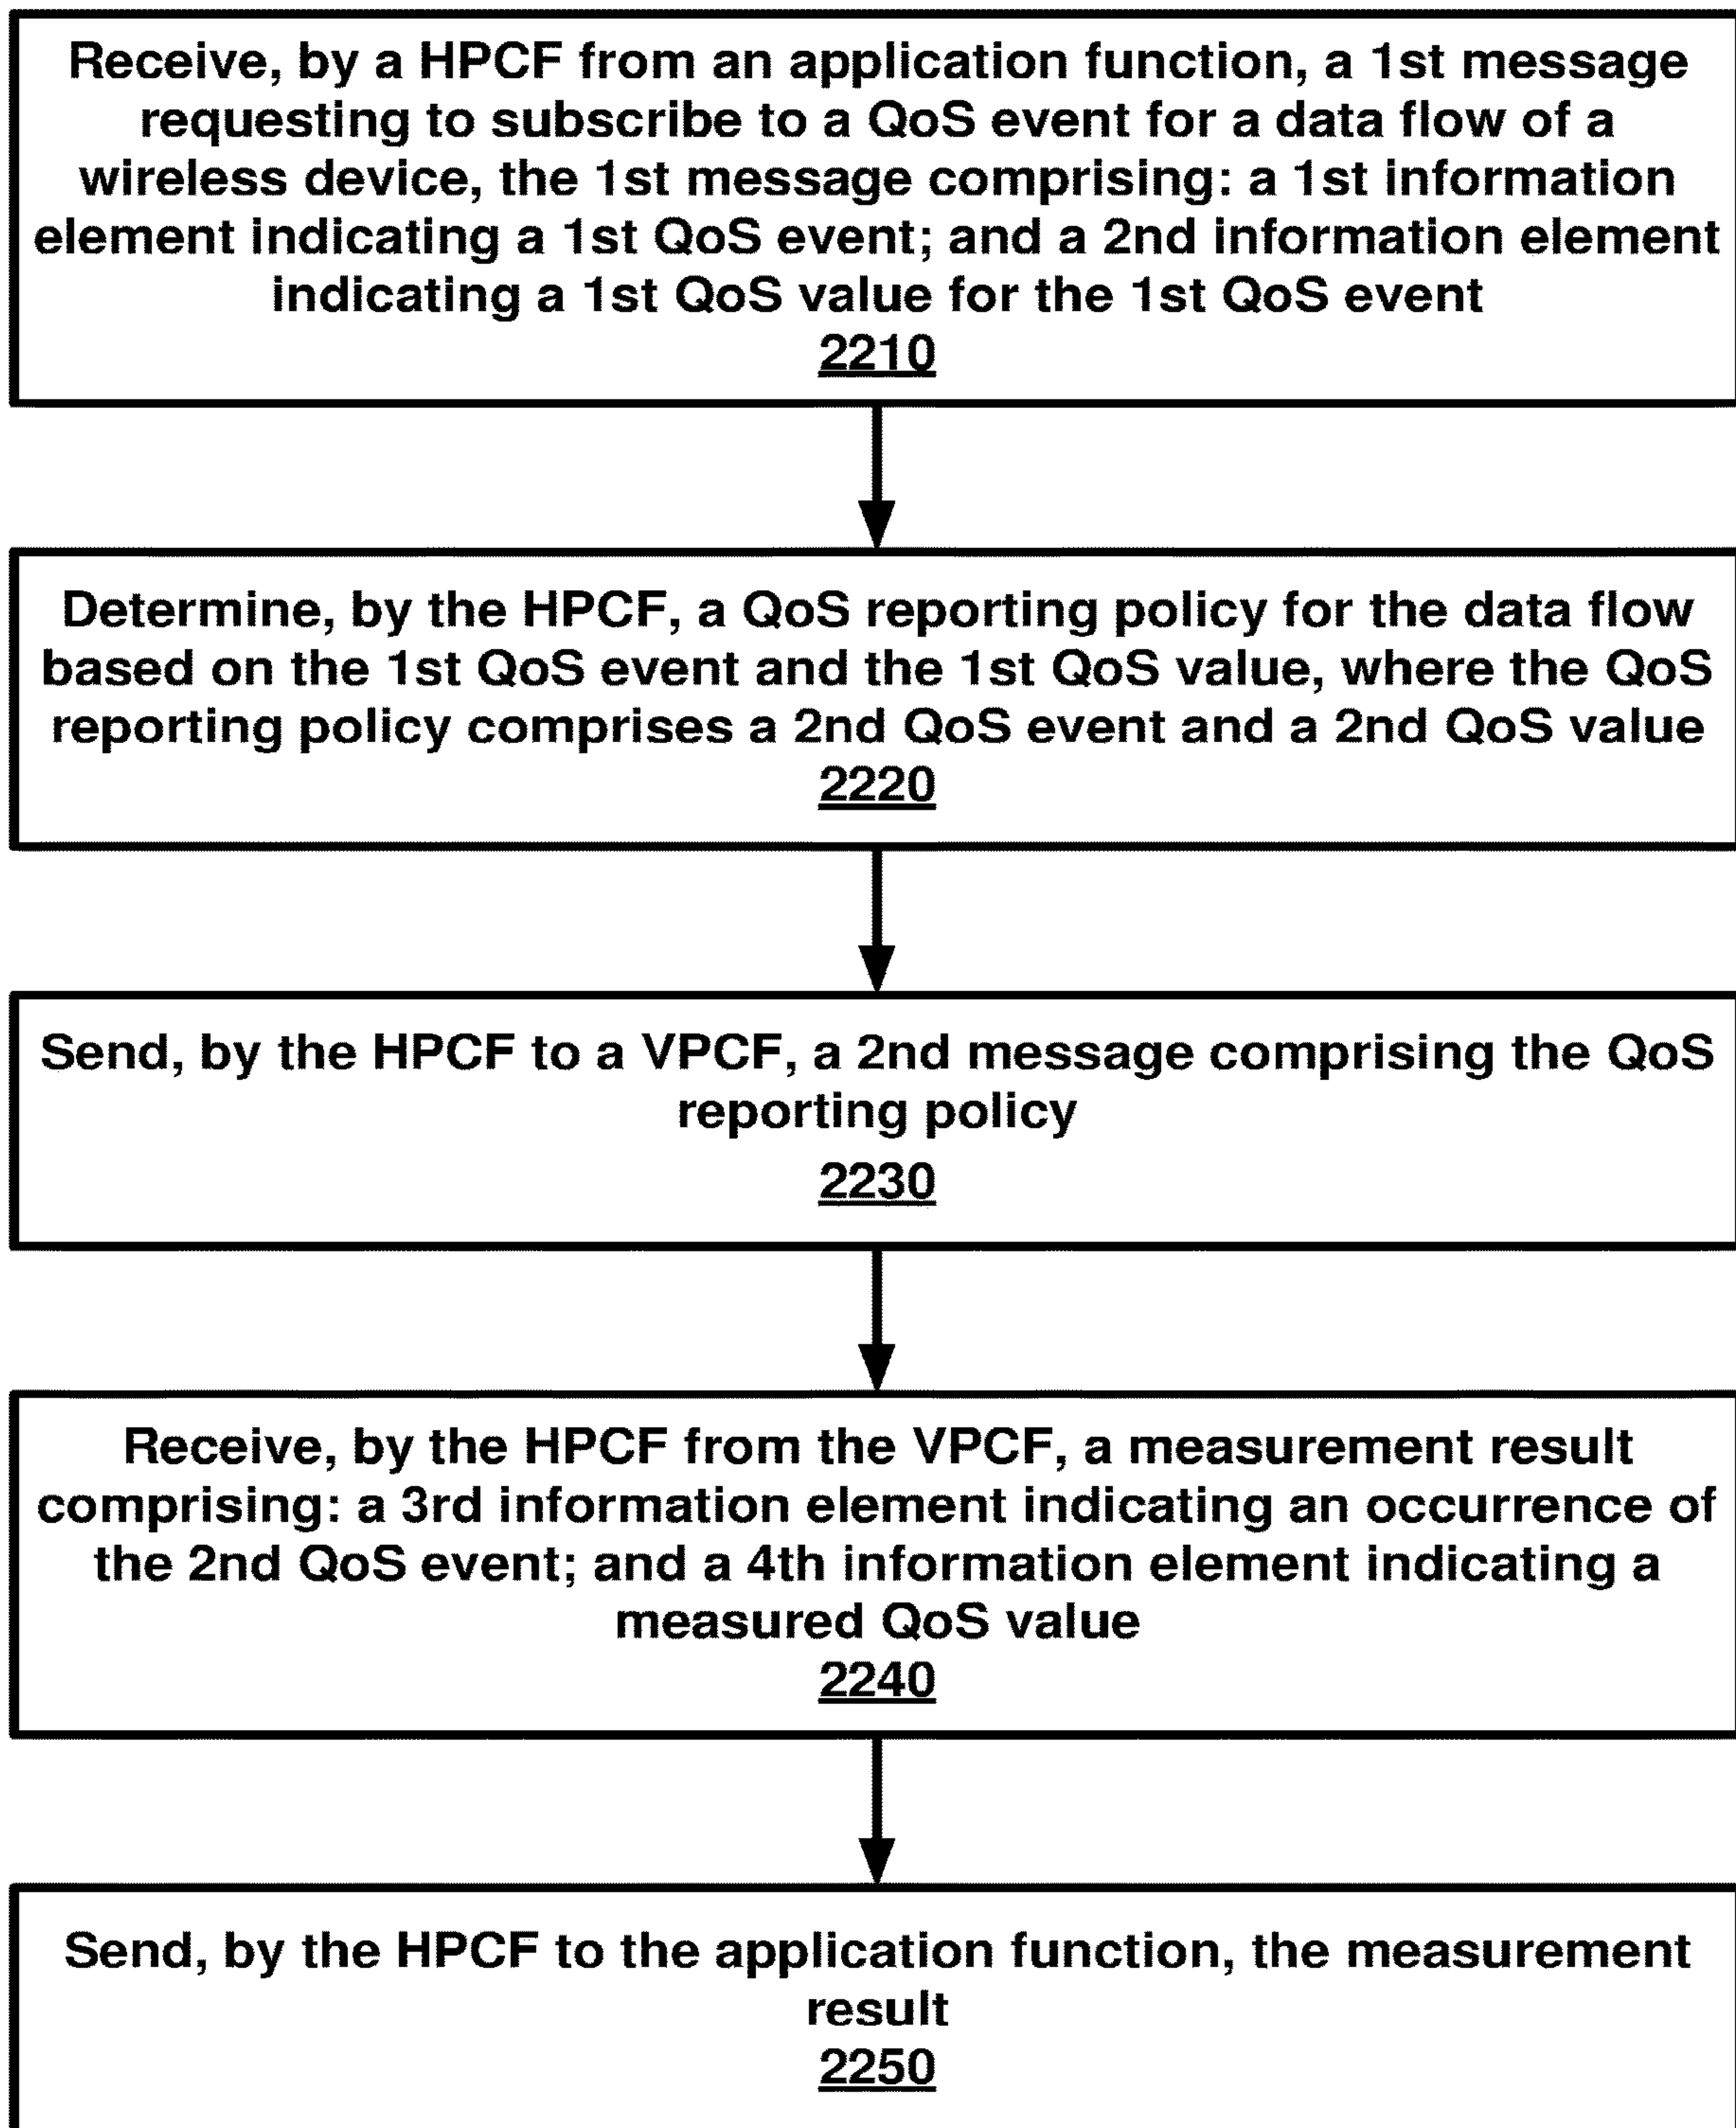 Receive, by a HPCF from an application function, a 1st message
requesting to subscribe to a QoS event for a data flow of a
wireless device, the 1st message comprising: a 1st information
element indicating a 1st QoS event; and a 2nd information element
indicating a 1st QoS value for the 1st QoS event
2210
Determine, by the HPCF, a QoS reporting policy for the data flow
based on the 1st QoS event and the 1st QoS value, where the QoS
reporting policy comprises a 2nd QoS event and a 2nd QoS value
2220
Send, by the HPCF to a VPCF, a 2nd message comprising the QoS
reporting policy
2230
Receive, by the HPCF from the VPCF, a measurement result
comprising: a 3rd information element indicating an occurrence of
the 2nd QoS event; and a 4th information element indicating a
measured QoS value
2240
Send, by the HPCF to the application function, the measurement
result
2250